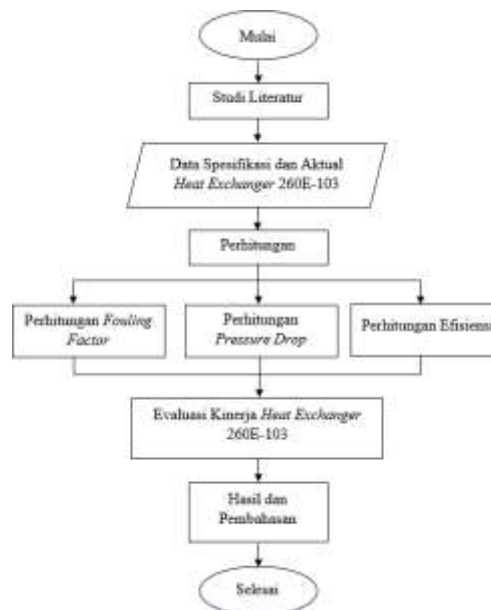 Mulai
Studi Literatur
Data Spesifikasi dan Aktual
Heat Exchanger 260E-103
Perhitungan
Perhitungan Fouling
Factor
Perhitungan
Pressure Drop
Perhitungan Efisiensi
Evaluasi Kinerja Heat Exchanger
260E-103
Hasil dan
Pembahasan
Selesai